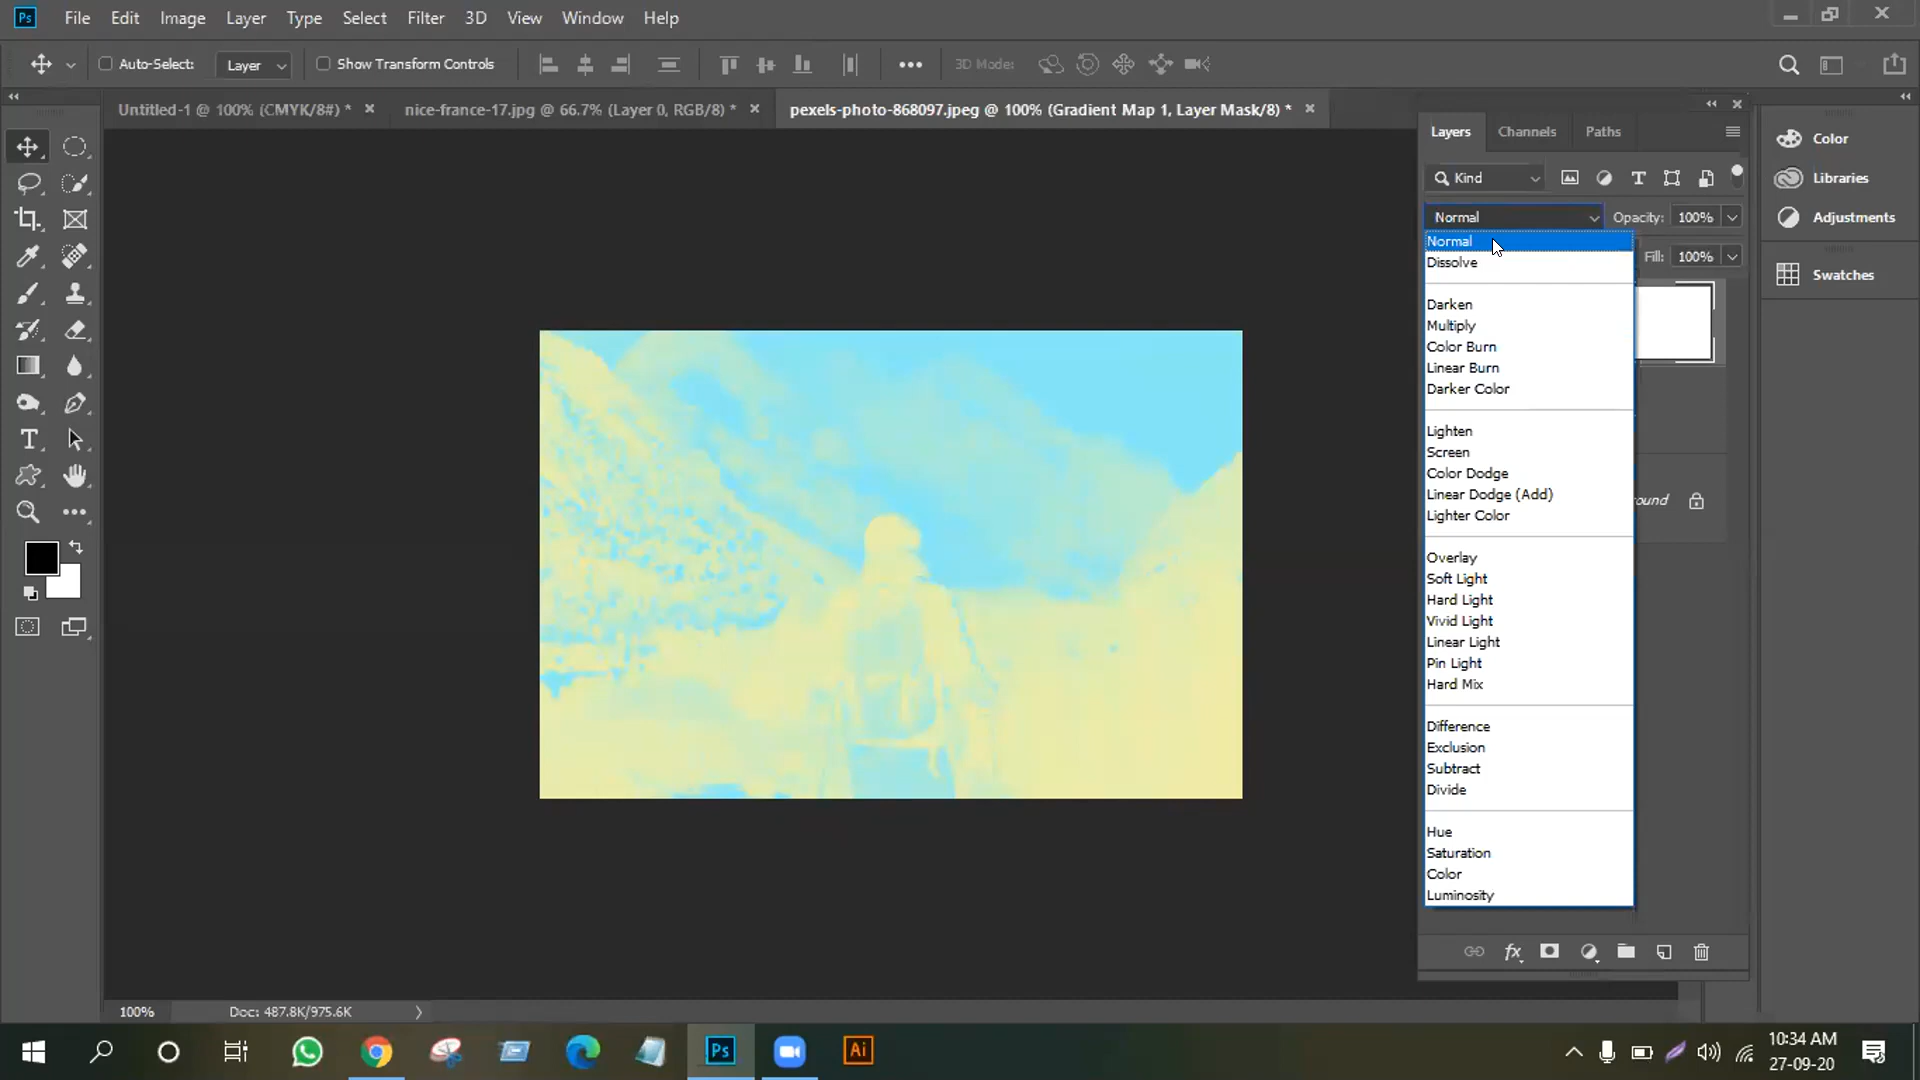 Ps File Edit Image Layer Type Select Filter 3D View Window Help
Auto-Select: Layer Show Transform Controls 3D Mode:
Untitled-1 @ 100% (CMYK/8#) * nice-france-17.jpg @ 66.7% (Layer 0, RGB/8) * pexels-photo-868097.jpeg @ 100% (Gradient Map 1, Layer Mask/8) *
Layers Channels Paths
Color
Kind
Libraries
Normal Opacity: 100%
Adjustments
Normal
Fill: 100%
Dissolve
Swatches
Darken
Multiply
Color Burn
Linear Burn
Darker Color
Lighten
Screen
Color Dodge
Linear Dodge (Add)
ound
Lighter Color
Overlay
Soft Light
Hard Light
Vivid Light
Linear Light
Pin Light
Hard Mix
Difference
Exclusion
Subtract
Divide
Hue
Saturation
Color
Luminosity
fx
100% Doc: 487.8K/975.6K
Ps Ai
10:34 AM
27-09-20